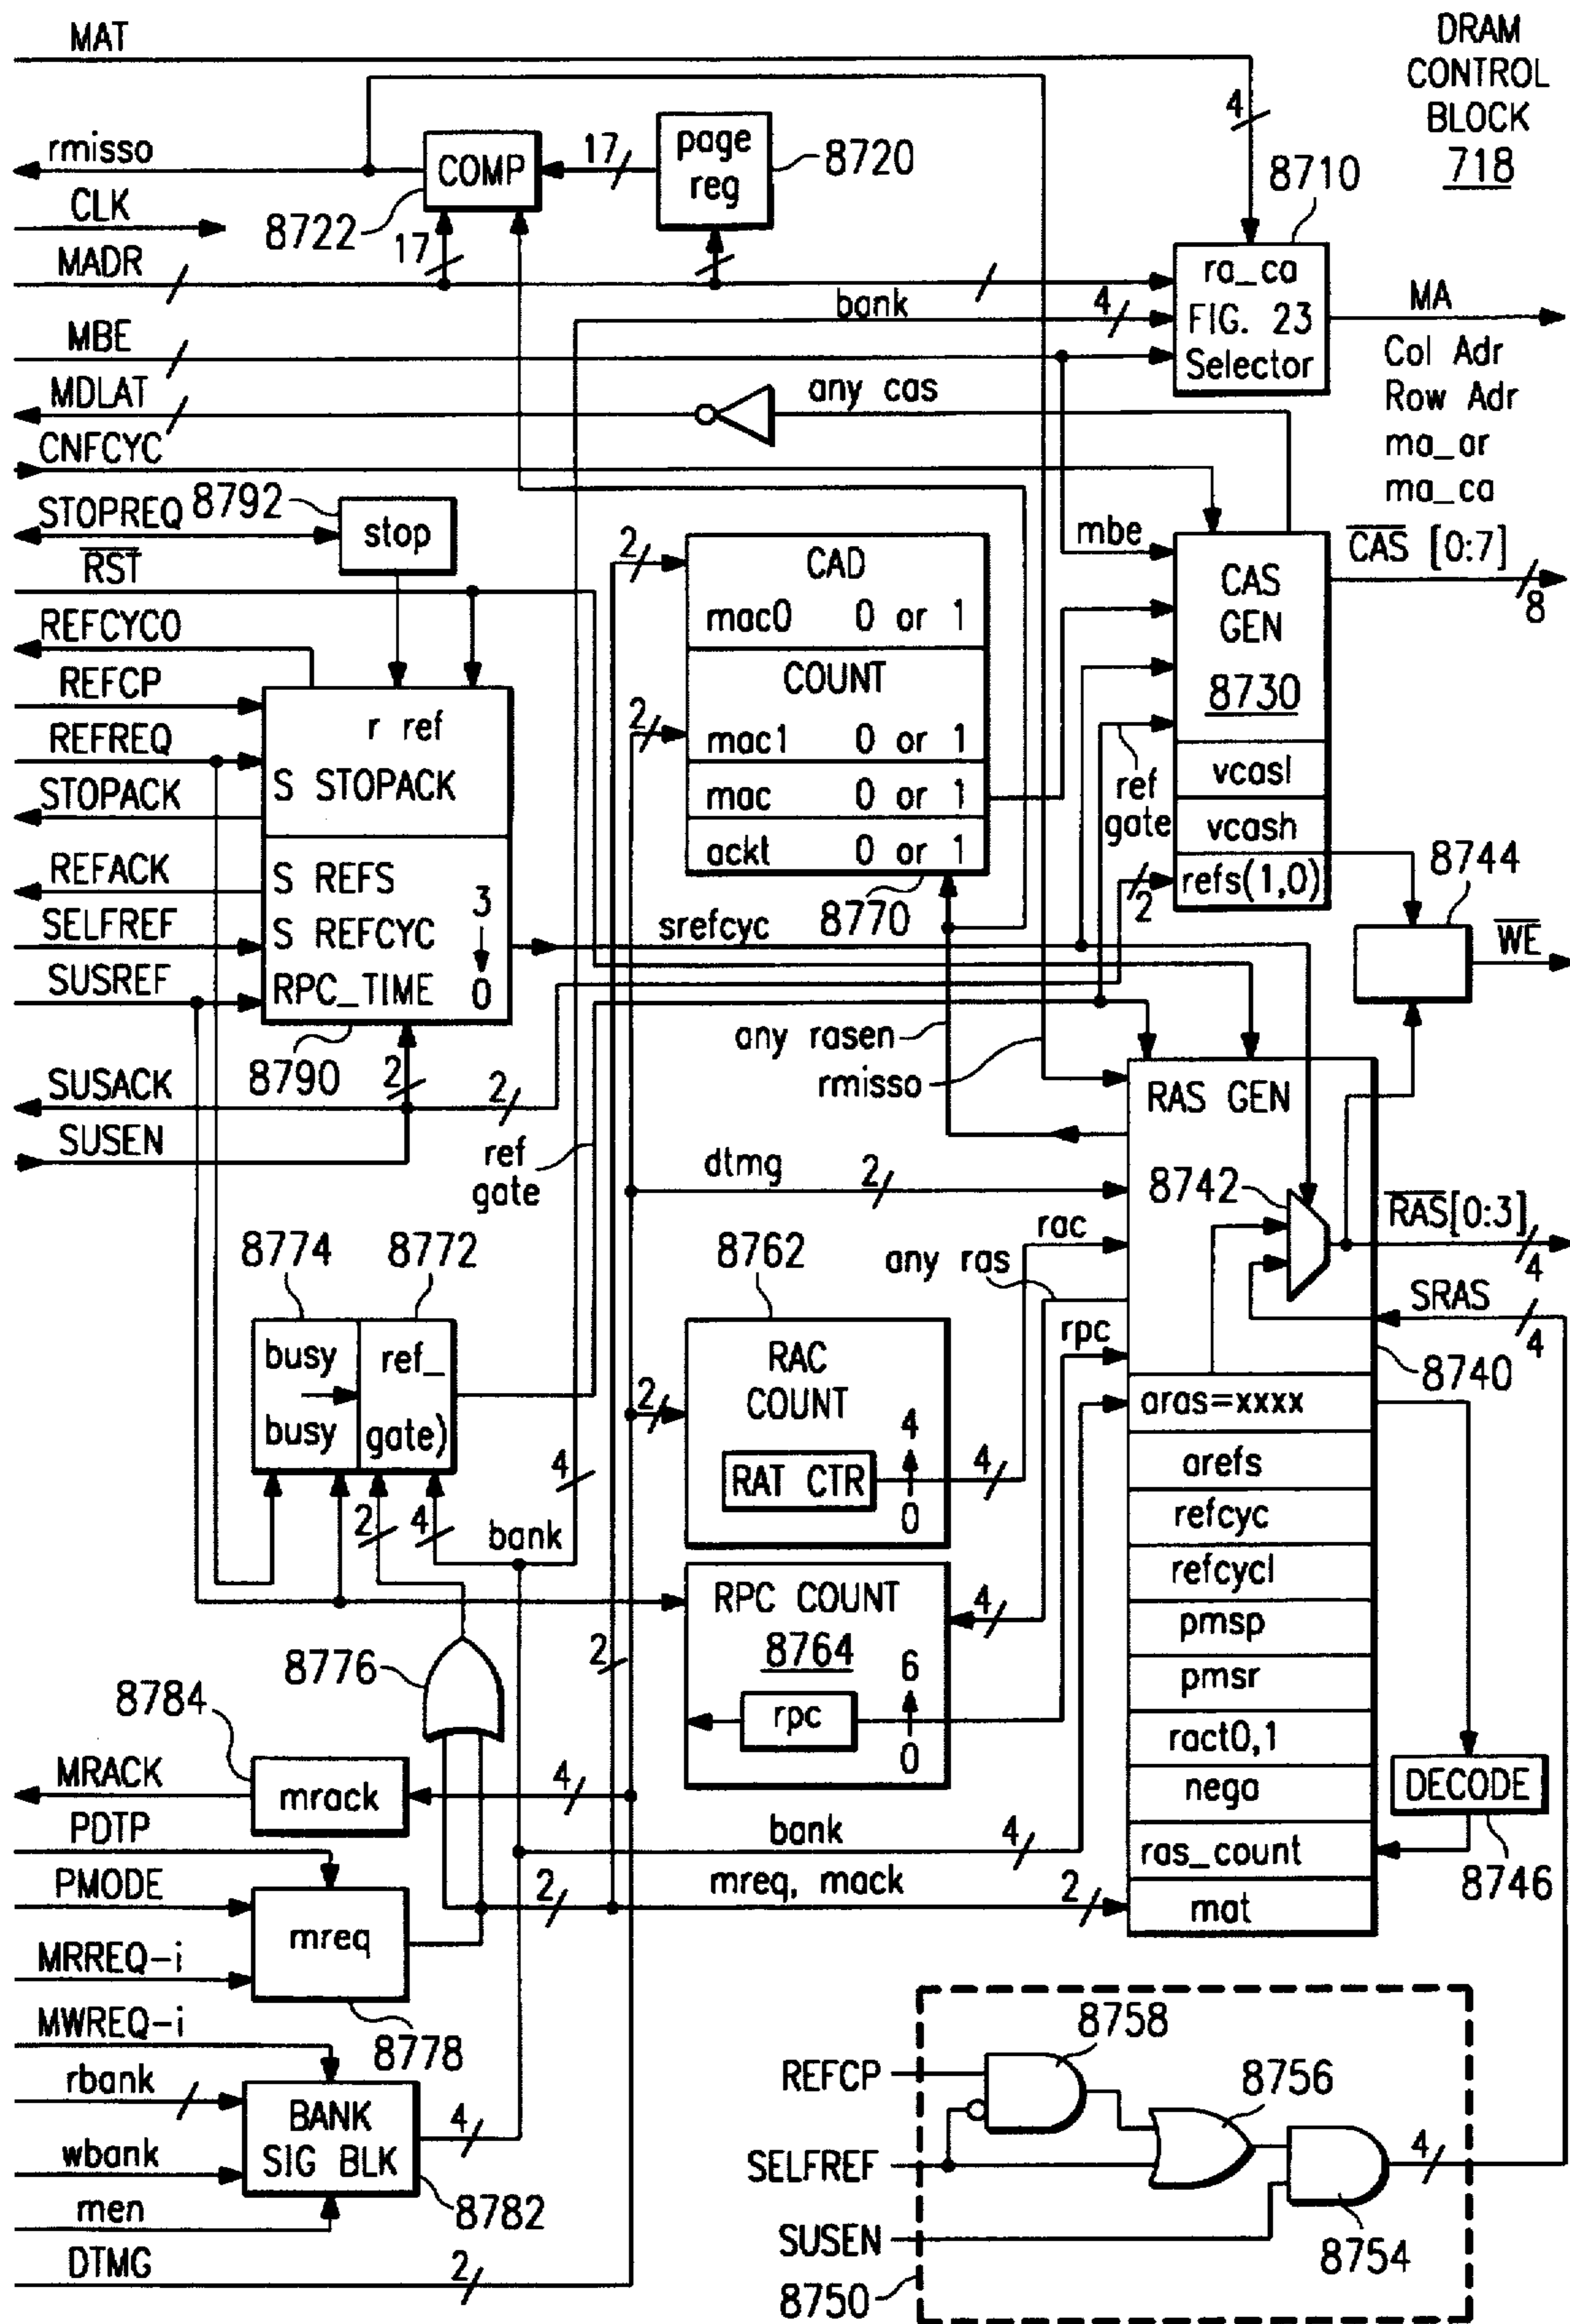 MAT
DRAM
CONTROL
BLOCK
718
4
rmisso
COMP
17
page
reg
8720
8710
CLK
8722
17
MADR
ra_ca
FIG. 23
Selector
bank
4
MA
MBE
Col Adr
Row Adr
ma_ar
ma_ca
MDLAT
any cas
CNFCYC
STOPREQ
8792
stop
RST
2
CAD
mac0 0 or 1
COUNT
mac1 0 or 1
mac 0 or 1
ackt 0 or 1
2
mbe
CAS
GEN
8730
vcasl
vcash
refs(1,0)
CAS [0:7]
8
REFCYCO
REFCP
r ref
REFREQ
S STOPACK
STOPACK
ref
gate
REFACK
S REFS
3
SELFREF
S REFCYC
SUSREF
RPC_TIME
0
8770
2
8744
srefcyc
WE
any rasen
rmisso
8790
2
SUSACK
2
SUSEN
RAS GEN
ref
gate
dtmg
2
8742
RAS[0:3]
4
rac
any ras
8774
8772
8762
SRAS
4
rpc
8740
busy
busy
ref_
gate)
RAC
COUNT
2
4
RAT CTR
0
4
aras=xxxx
arefs
refcyc
refcycl
pmsp
pmsr
ract0,1
nega
ras_count
mat
4
2
4
bank
RPC COUNT
8764
4
6
rpc
0
8776
2
8784
MRACK
mrack
4
DECODE
8746
PDTP
bank
4
PMODE
mreq
2
mreq, mack
2
MRREQ-i
8778
MWREQ-i
rbank
BANK
SIG BLK
4
wbank
8782
men
DTMG
2
REFCP
8758
8756
SELFREF
4
SUSEN
8754
8750